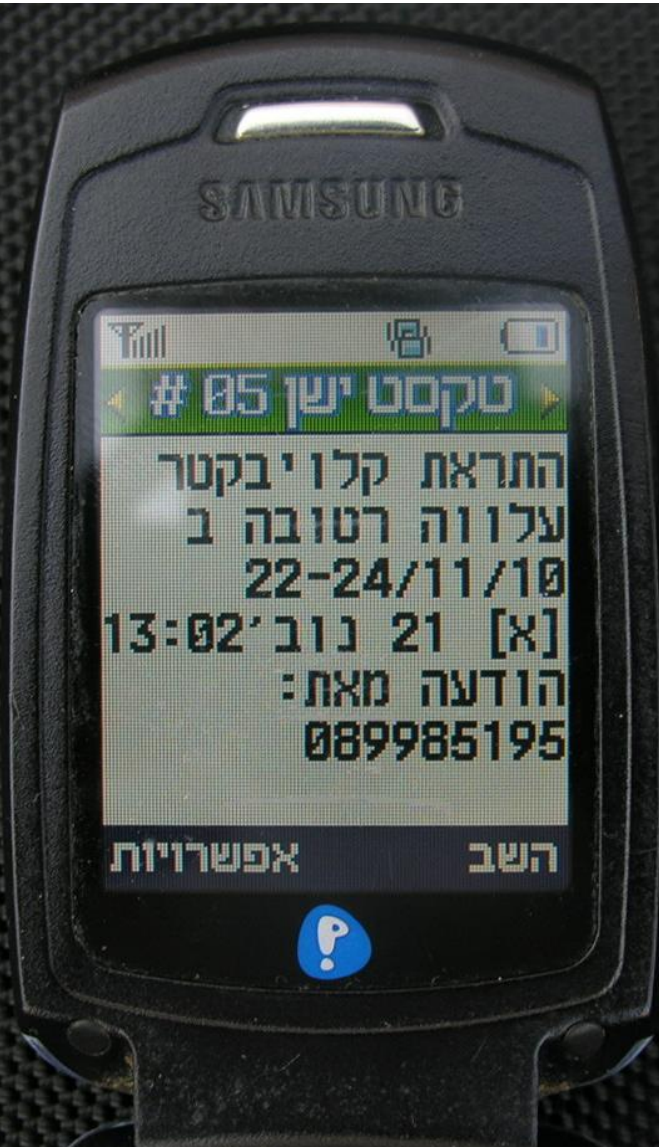 SAMSUNG
טקסט ישן 05 #
התראת קלויבקטר
עלווה רטובה ב
22-24/11/10
[א] 21 נוב׳13:02
הודעה מאת:
089985195
השב
אפשרויות